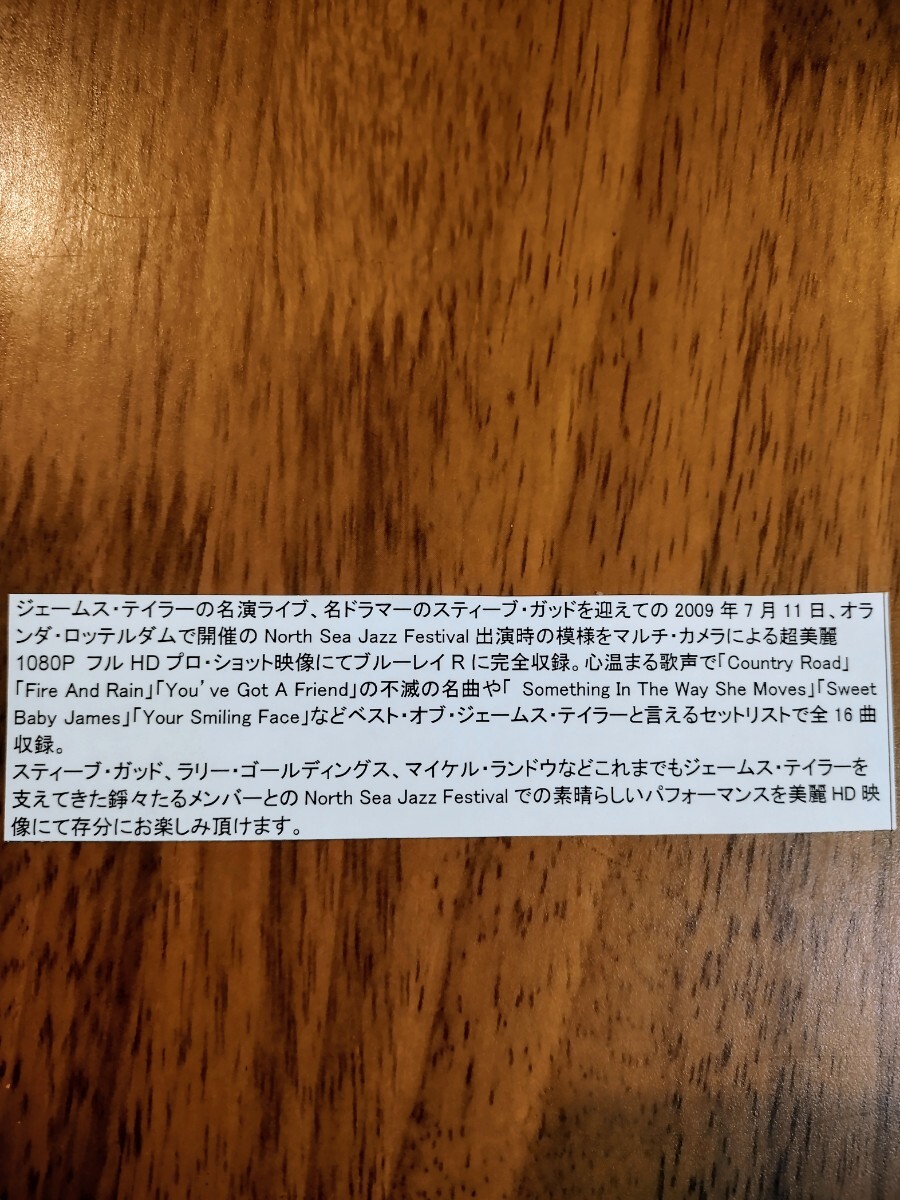 ジェームス・テイラーの名演ライブ、名ドラマーのスティーブ・ガッドを迎えての 2009 年 7 月 11 日、オラ
ンダ・ロッテルダムで開催の North Sea Jazz Festival 出演時の模様をマルチ・カメラによる超美麗
1080P フル HD プロ・ショット映像にてブルーレイ R に完全収録。心温まる歌声で「Country Road」
「Fire And Rain」「You've Got A Friend」の不滅の名曲や「 Something In The Way She Moves」「Sweet
Baby James」「Your Smiling Face」などベスト・オブ・ジェームス・テイラーと言えるセットリストで全 16 曲
収録。
スティーブ・ガッド、ラリー・ゴールディングス、マイケル・ランドウなどこれまでもジェームス・テイラーを
支えてきた錚々たるメンバーとの North Sea Jazz Festival での素晴らしいパフォーマンスを美麗 HD 映
像にて存分にお楽しみ頂けます。